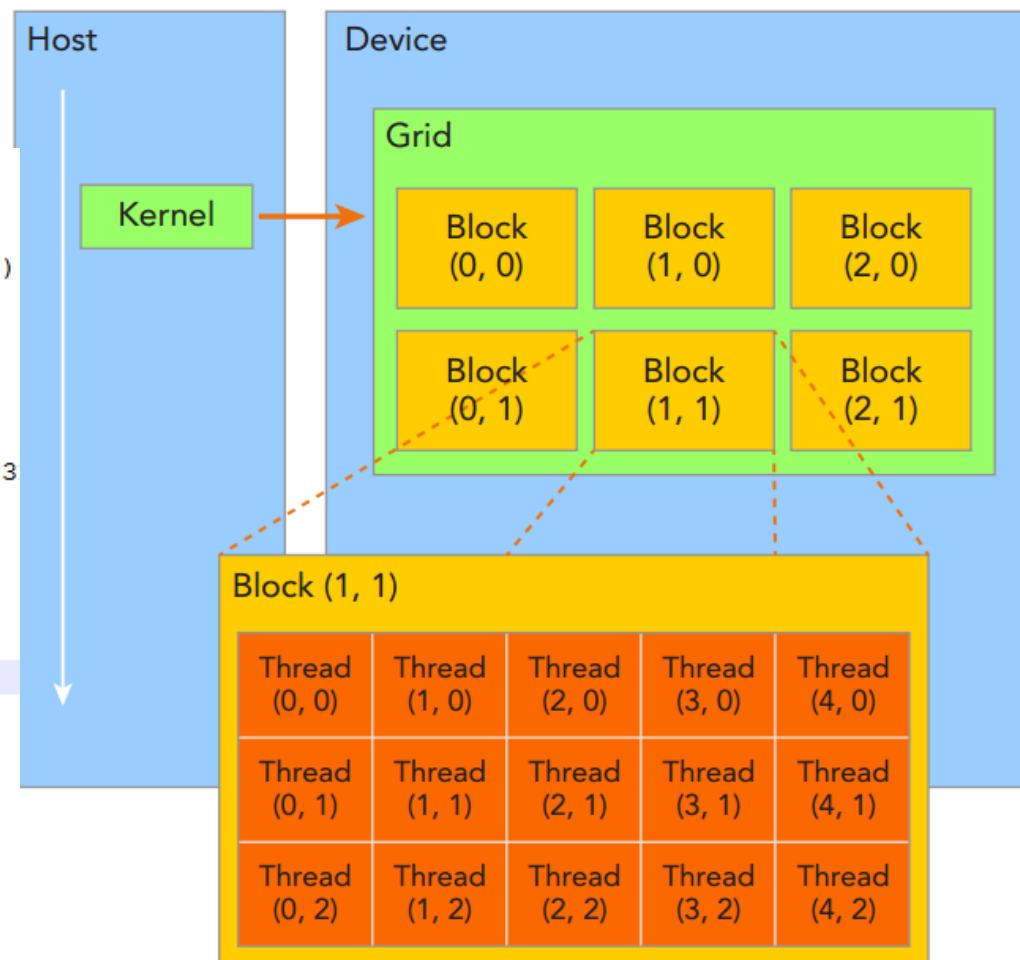 Host
Device
Grid
Kernel
Block
(0, 0)
Block
(1, 0)
Block
(2, 0)
)
Block
(0, 1)
Block
(1, 1)
Block
(2, 1)
3
Block (1, 1)
Thread
(0, 0)
Thread
(1, 0)
Thread
(2, 0)
Thread
(3, 0)
Thread
(4, 0)
Thread
(0, 1)
Thread
(1, 1)
Thread
(2, 1)
Thread
(3, 1)
Thread
(4, 1)
Thread
(0, 2)
Thread
(1, 2)
Thread
(2, 2)
Thread
(3, 2)
Thread
(4, 2)